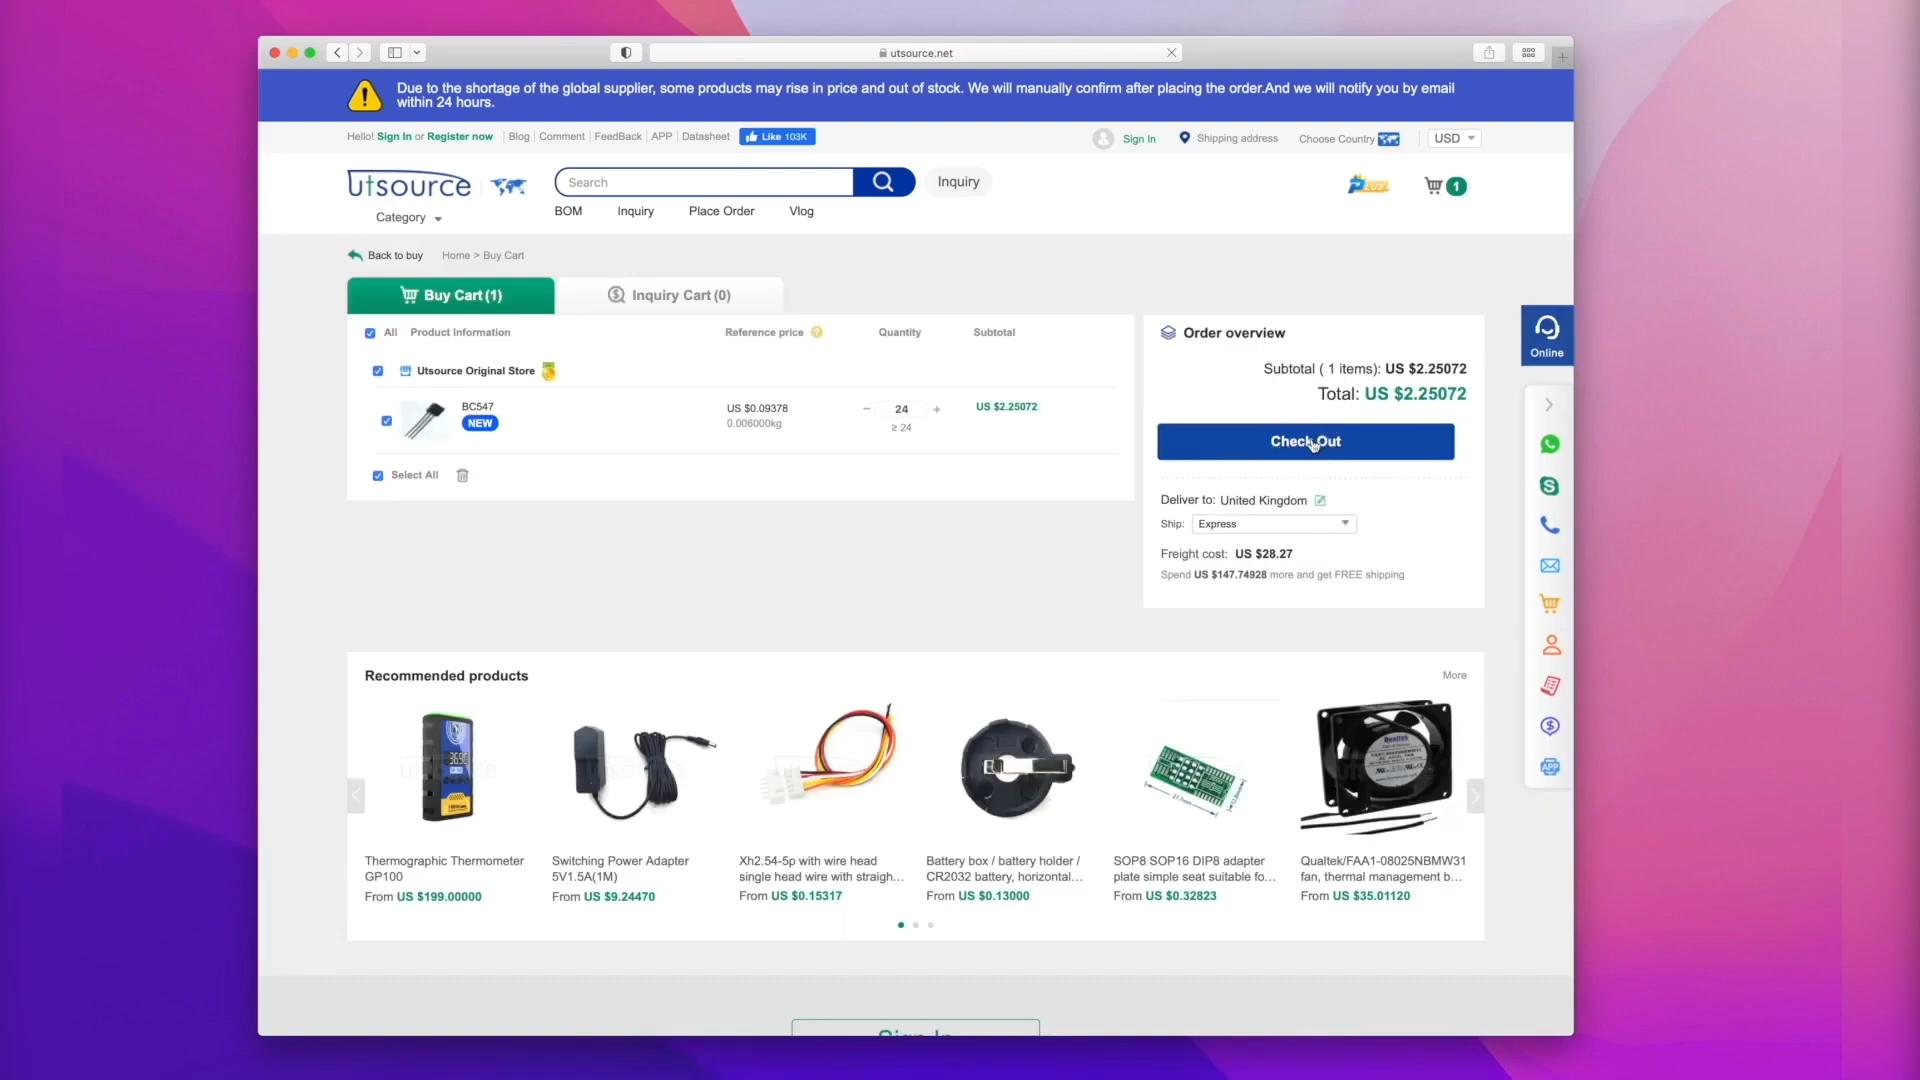 utsource.net
Due to the shortage of the global supplier, some products may rise in price and out of stock. We will manually confirm after placing the order.And we will notify you by email
within 24 hours.
Hello! Sign In or Register now Blog Comment FeedBack APP Datasheet Like 103K Sign In Shipping address Choose Country USD
utsource Search Inquiry PLUS 1
Category BOM Inquiry Place Order Vlog
Back to buy Home > Buy Cart
Buy Cart(1) Inquiry Cart(0)
All Product Information Reference price ? Quantity Subtotal
Utsource Original Store
BC547 US $0.09378 − 24 + US $2.25072
NEW 0.006000kg ≥ 24
Select All
Order overview
Subtotal ( 1 items): US $2.25072
Total: US $2.25072
Check Out
Deliver to: United Kingdom
Ship: Express
Freight cost: US $28.27
Spend US $147.74928 more and get FREE shipping
Online
APP
Recommended products More
Thermographic Thermometer
GP100
From US $199.00000
Switching Power Adapter
5V1.5A(1M)
From US $9.24470
Xh2.54-5p with wire head
single head wire with straigh...
From US $0.15317
Battery box / battery holder /
CR2032 battery, horizontal...
From US $0.13000
SOP8 SOP16 DIP8 adapter
plate simple seat suitable fo...
From US $0.32823
Qualtek/FAA1-08025NBMW31
fan, thermal management b...
From US $35.01120